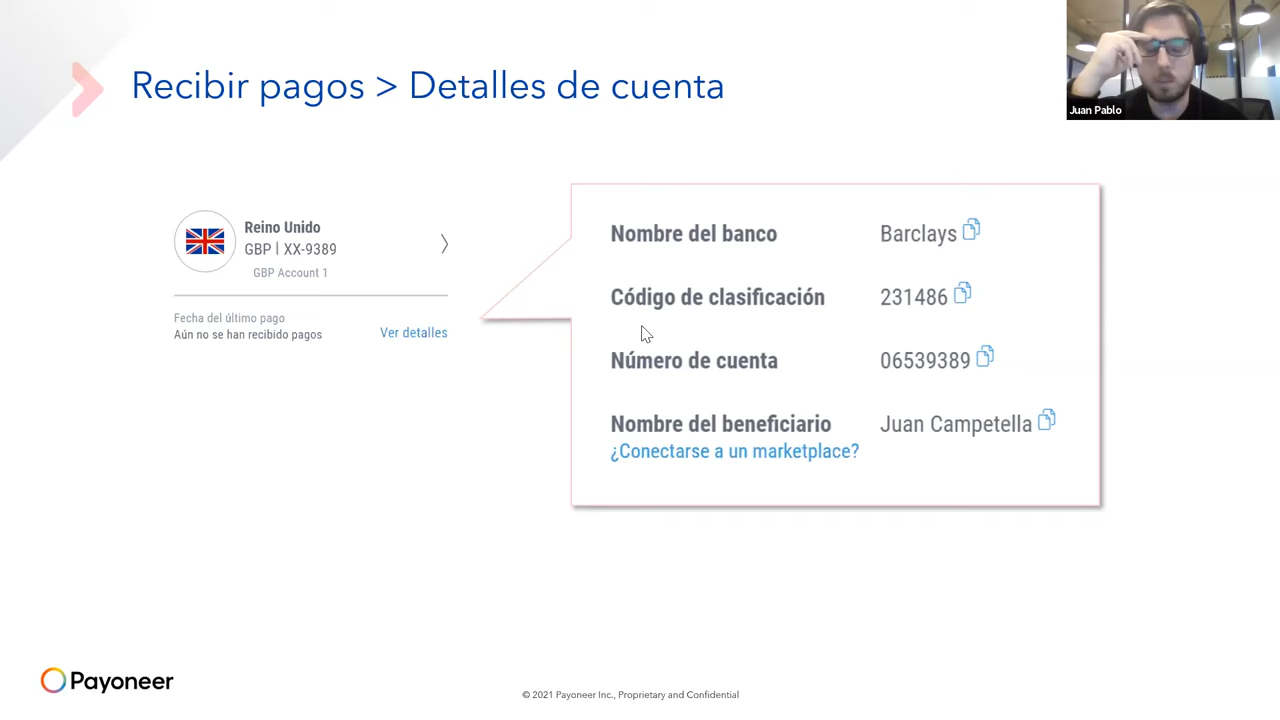 Recibir pagos > Detalles de cuenta
Juan Pablo
Reino Unido
GBP | XX-9389
GBP Account 1
Fecha del último pago
Aún no se han recibido pagos
Ver detalles
Nombre del banco Barclays
Código de clasificación 231486
Número de cuenta 06539389
Nombre del beneficiario Juan Campetella
¿Conectarse a un marketplace?
Payoneer
© 2021 Payoneer Inc., Proprietary and Confidential